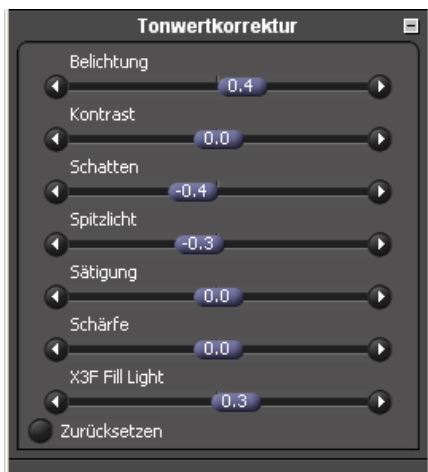 Tonwertkorrektur
Belichtung
0.4
Kontrast
0.0
Schatten
-0.4
Spitzlicht
-0.3
Sätigung
0.0
Schärfe
0.0
X3F Fill Light
0.3
Zurücksetzen